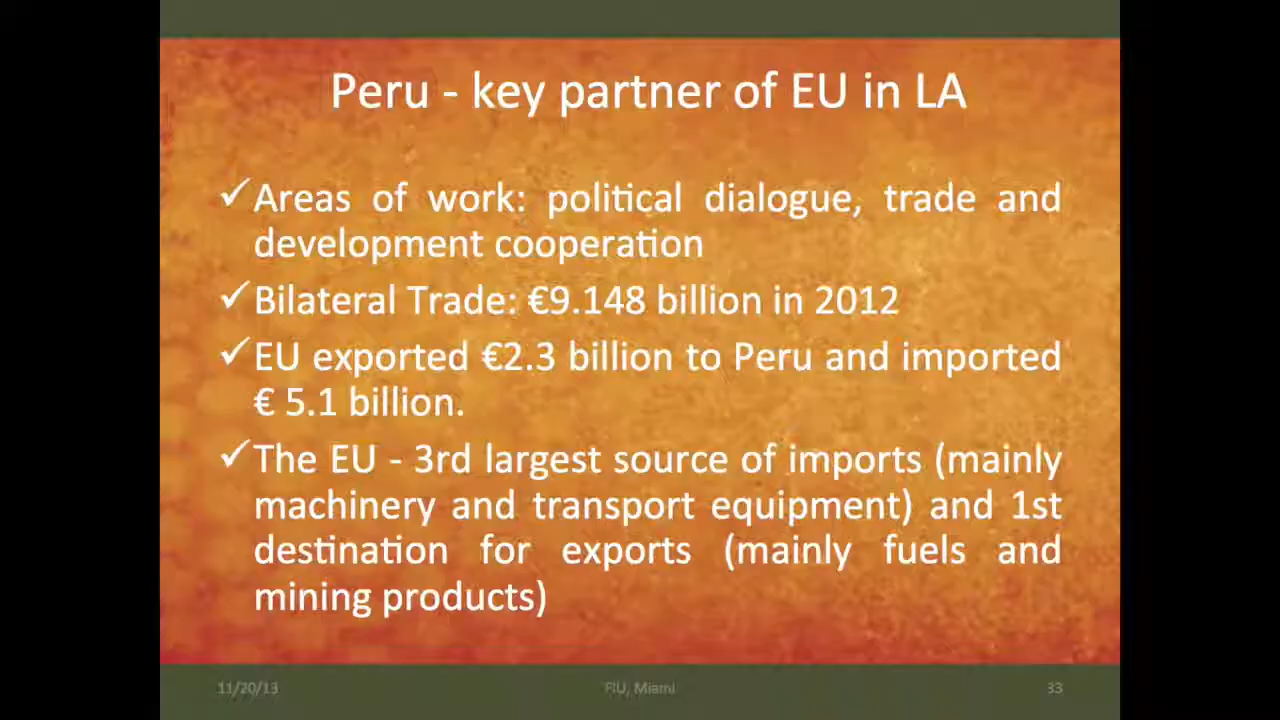 Peru - key partner of EU in LA
✓Areas of work: political dialogue, trade and
development cooperation
✓Bilateral Trade: €9.148 billion in 2012
✓EU exported €2.3 billion to Peru and imported
€ 5.1 billion.
✓The EU - 3rd largest source of imports (mainly
machinery and transport equipment) and 1st
destination for exports (mainly fuels and
mining products)
11/20/13 FIU, Miami 33